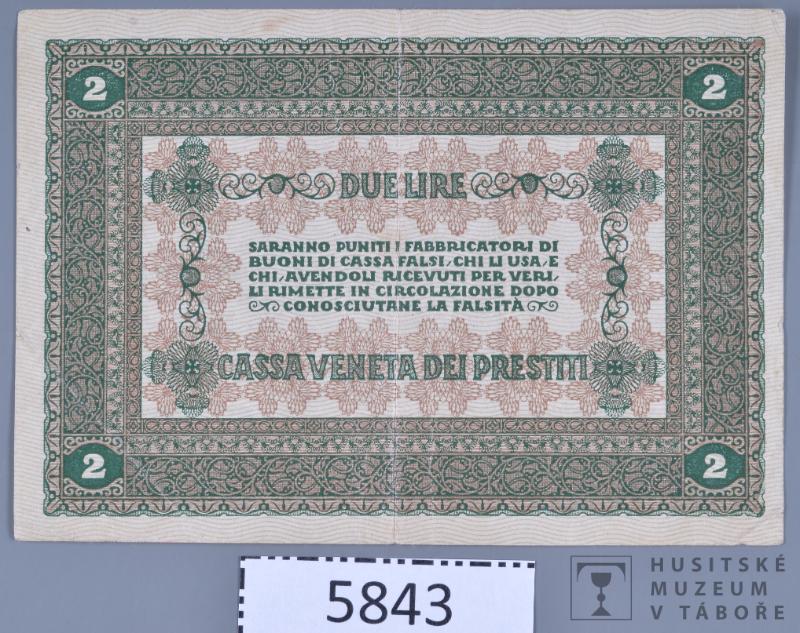 2 2
DUE LIRE
SARANNO PUNITI I FABBRICATORI DI
BUONI DI CASSA FALSI, CHI LI USA, E
CHI, AVENDOLI RICEVUTI PER VERI,
LI RIMETTE IN CIRCOLAZIONE DOPO
CONOSCIUTANE LA FALSITÀ
CASSA VENETA DEI PRESTITI
2 2
5843
HUSITSKÉ
MUZEUM
V TÁBOŘE